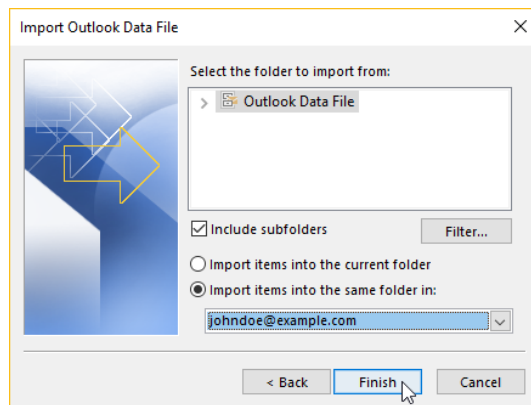 Import Outlook Data File
Select the folder to import from:
Outlook Data File
Include subfolders
Filter...
Import items into the current folder
Import items into the same folder in:
johndoe@example.com
< Back Finish Cancel